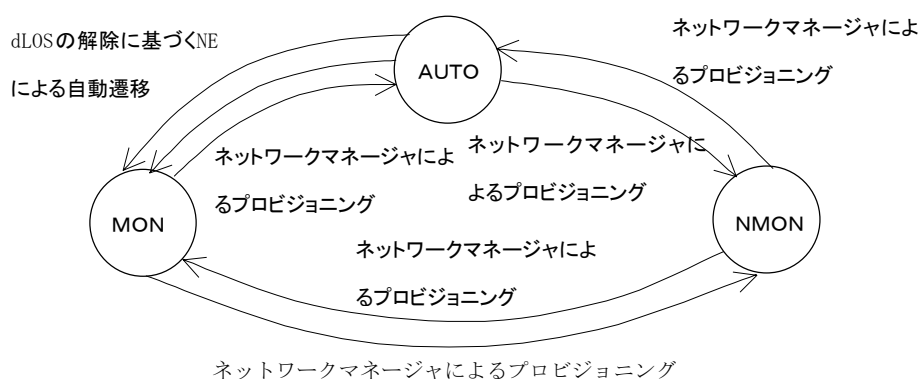 dLOSの解除に基づくNE
による自動遷移
AUTO
ネットワークマネージャによ
るプロビジョニング
ネットワークマネージャによ
るプロビジョニング
ネットワークマネージャに
よるプロビジョニング
MON
NMON
ネットワークマネージャによ
るプロビジョニング
ネットワークマネージャによるプロビジョニング